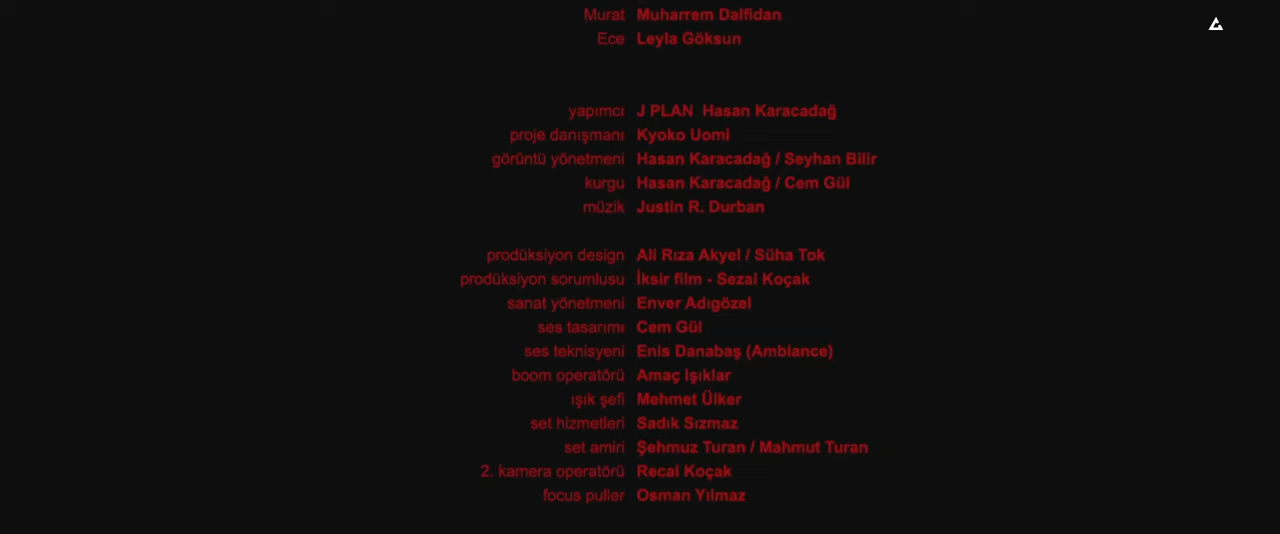 Murat Muharrem Dalfidan
Ece Leyla Göksun
yapımcı J PLAN Hasan Karacadağ
proje danışmanı Kyoko Uomi
görüntü yönetmeni Hasan Karacadağ / Seyhan Bilir
kurgu Hasan Karacadağ / Cem Gül
müzik Justin R. Durban
prodüksiyon design Ali Rıza Akyel / Süha Tok
prodüksiyon sorumlusu İksir film - Sezai Koçak
sanat yönetmeni Enver Adıgözel
ses tasarımı Cem Gül
ses teknisyeni Enis Danabaş (Ambiance)
boom operatörü Amaç Işıklar
ışık şefi Mehmet Ülker
set hizmetleri Sadık Sızmaz
set amiri Şehmuz Turan / Mahmut Turan
2. kamera operatörü Recai Koçak
focus puller Osman Yılmaz